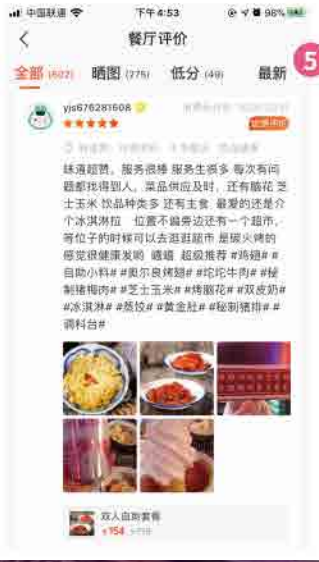 中国联通 下午4:53 98%
餐厅评价
5
全部 (602) 晒图 (275) 低分 (49) 最新
yjs676281608
味道超赞，服务很棒 服务生很多 每次有问
题都找得到人，菜品供应及时，还有脑花 芝
士玉米 饮品种类多 还有主食 最爱的还是介
个冰淇淋拉 位置不偏旁边还有一个超市，
等位子的时候可以去逛逛超市 是碳火烤的
感觉很健康发哟 嘻嘻 超级推荐 #鸡翅# #
自助小料# #奥尔良烤翅# #坨坨牛肉# #秘
制猪梅肉# #芝士玉米# #烤脑花# #双皮奶#
#冰淇淋# #蒸饺# #黄金肚# #秘制猪排# #
调料台#
双人自助套餐
¥154